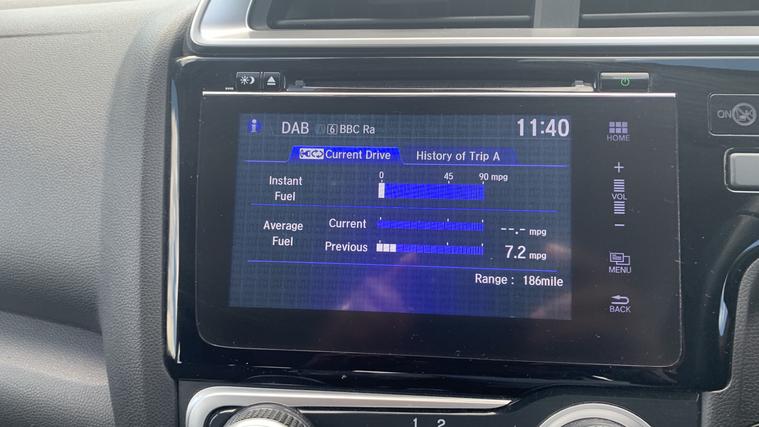 ON
DAB 6 BBC Ra 11:40
HOME
Current Drive History of Trip A
0 45 90 mpg
Instant
Fuel
VOL
Average
Fuel
Current --.- mpg
Previous 7.2 mpg
MENU
Range : 186mile
BACK
1 2